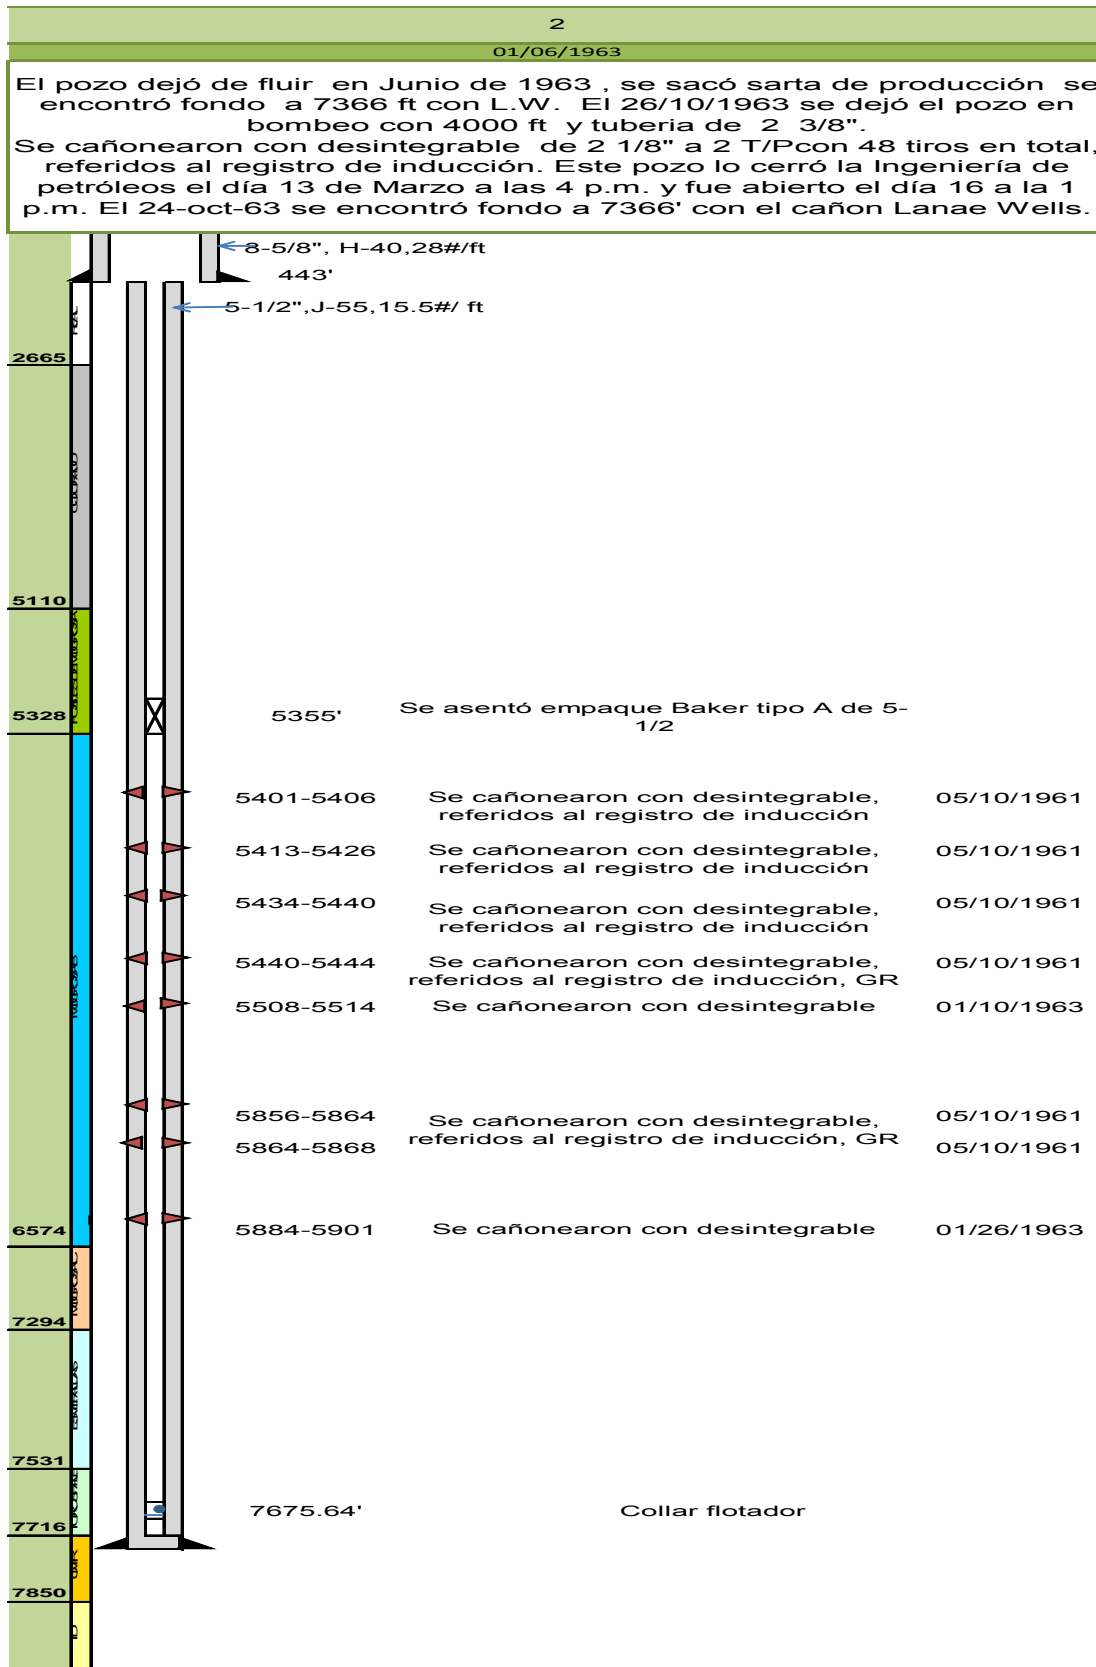 2
01/06/1963
El pozo dejó de fluir en Junio de 1963 , se sacó sarta de producción se
encontró fondo a 7366 ft con L.W. El 26/10/1963 se dejó el pozo en
bombeo con 4000 ft y tuberia de 2 3/8".
Se cañonearon con desintegrable de 2 1/8" a 2 T/Pcon 48 tiros en total,
referidos al registro de inducción. Este pozo lo cerró la Ingeniería de
petróleos el día 13 de Marzo a las 4 p.m. y fue abierto el día 16 a la 1
p.m. El 24-oct-63 se encontró fondo a 7366' con el cañon Lanae Wells.
8-5/8", H-40,28#/ft
443'
5-1/2",J-55,15.5#/ ft
2665
5110
5328
5355' Se asentó empaque Baker tipo A de 5-
1/2
5401-5406 Se cañonearon con desintegrable, 05/10/1961
referidos al registro de inducción
5413-5426 Se cañonearon con desintegrable, 05/10/1961
referidos al registro de inducción
5434-5440 Se cañonearon con desintegrable, 05/10/1961
referidos al registro de inducción
5440-5444 Se cañonearon con desintegrable, 05/10/1961
referidos al registro de inducción, GR
5508-5514 Se cañonearon con desintegrable 01/10/1963
5856-5864 Se cañonearon con desintegrable, 05/10/1961
referidos al registro de inducción, GR
5864-5868 05/10/1961
6574
5884-5901 Se cañonearon con desintegrable 01/26/1963
7294
7531
7675.64' Collar flotador
7716
7850